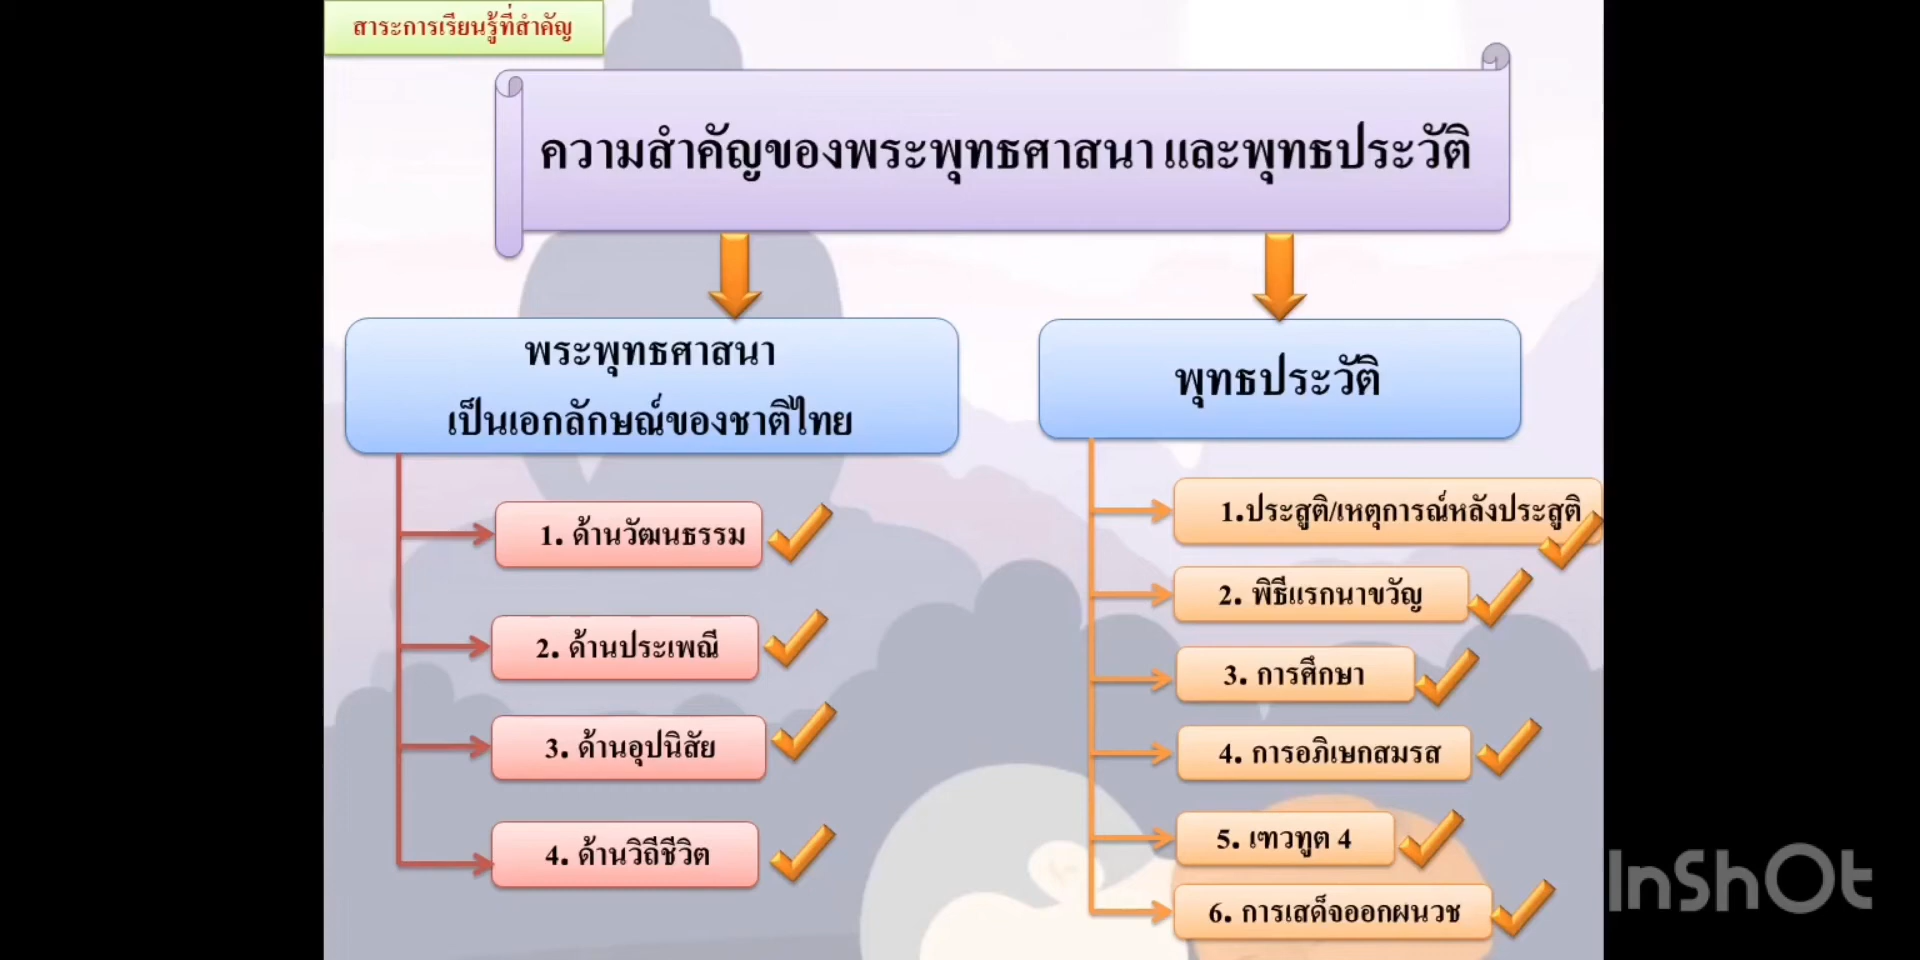 สาระการเรียนรู้ที่สำคัญ
ความสำคัญของพระพุทธศาสนา และพุทธประวัติ
พระพุทธศาสนา
เป็นเอกลักษณ์ของชาติไทย
1. ด้านวัฒนธรรม
2. ด้านประเพณี
3. ด้านอุปนิสัย
4. ด้านวิถีชีวิต
พุทธประวัติ
1.ประสูติ/เหตุการณ์หลังประสูติ
2. พิธีแรกนาขวัญ
3. การศึกษา
4. การอภิเษกสมรส
5. เฑวทูต 4
6. การเสด็จออกผนวช
InShOt